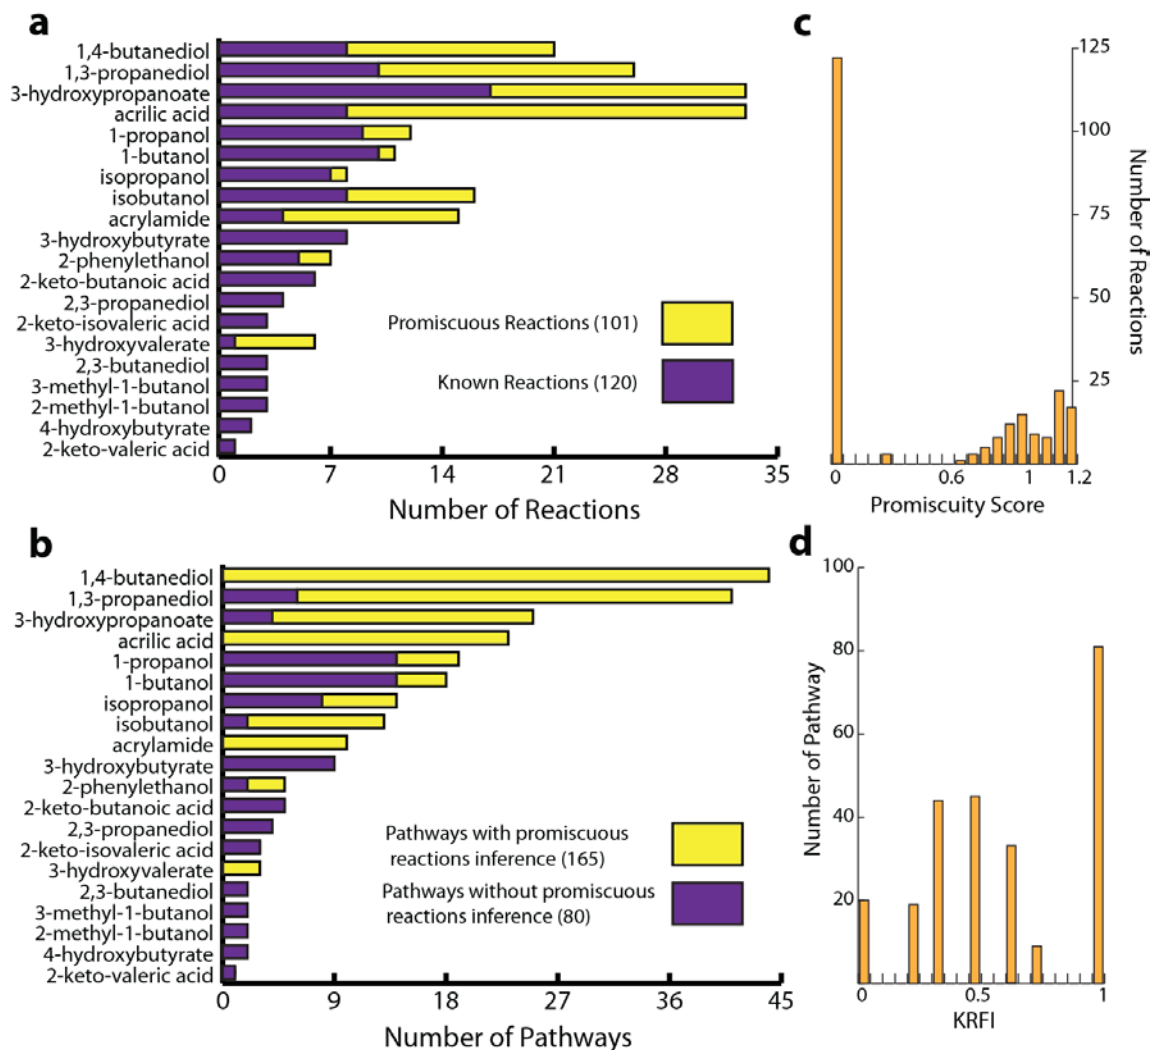 a
1,4-butanediol
1,3-propanediol
3-hydroxypropanoate
acrilic acid
1-propanol
1-butanol
isopropanol
isobutanol
acrylamide
3-hydroxybutyrate
2-phenylethanol
2-keto-butanoic acid
2,3-propanediol
2-keto-isovaleric acid
3-hydroxyvalerate
2,3-butanediol
3-methyl-1-butanol
2-methyl-1-butanol
4-hydroxybutyrate
2-keto-valeric acid
Promiscuous Reactions (101)
Known Reactions (120)
0 7 14 21 28 35
Number of Reactions
b
1,4-butanediol
1,3-propanediol
3-hydroxypropanoate
acrilic acid
1-propanol
1-butanol
isopropanol
isobutanol
acrylamide
3-hydroxybutyrate
2-phenylethanol
2-keto-butanoic acid
2,3-propanediol
2-keto-isovaleric acid
3-hydroxyvalerate
2,3-butanediol
3-methyl-1-butanol
2-methyl-1-butanol
4-hydroxybutyrate
2-keto-valeric acid
Pathways with promiscuous
reactions inference (165)
Pathways without promiscuous
reactions inference (80)
0 9 18 27 36 45
Number of Pathways
c
125
100
75
50
25
Number of Reactions
0 0.6 1 1.2
Promiscuity Score
d
100
80
60
40
20
Number of Pathway
0 0.5 1
KRFI